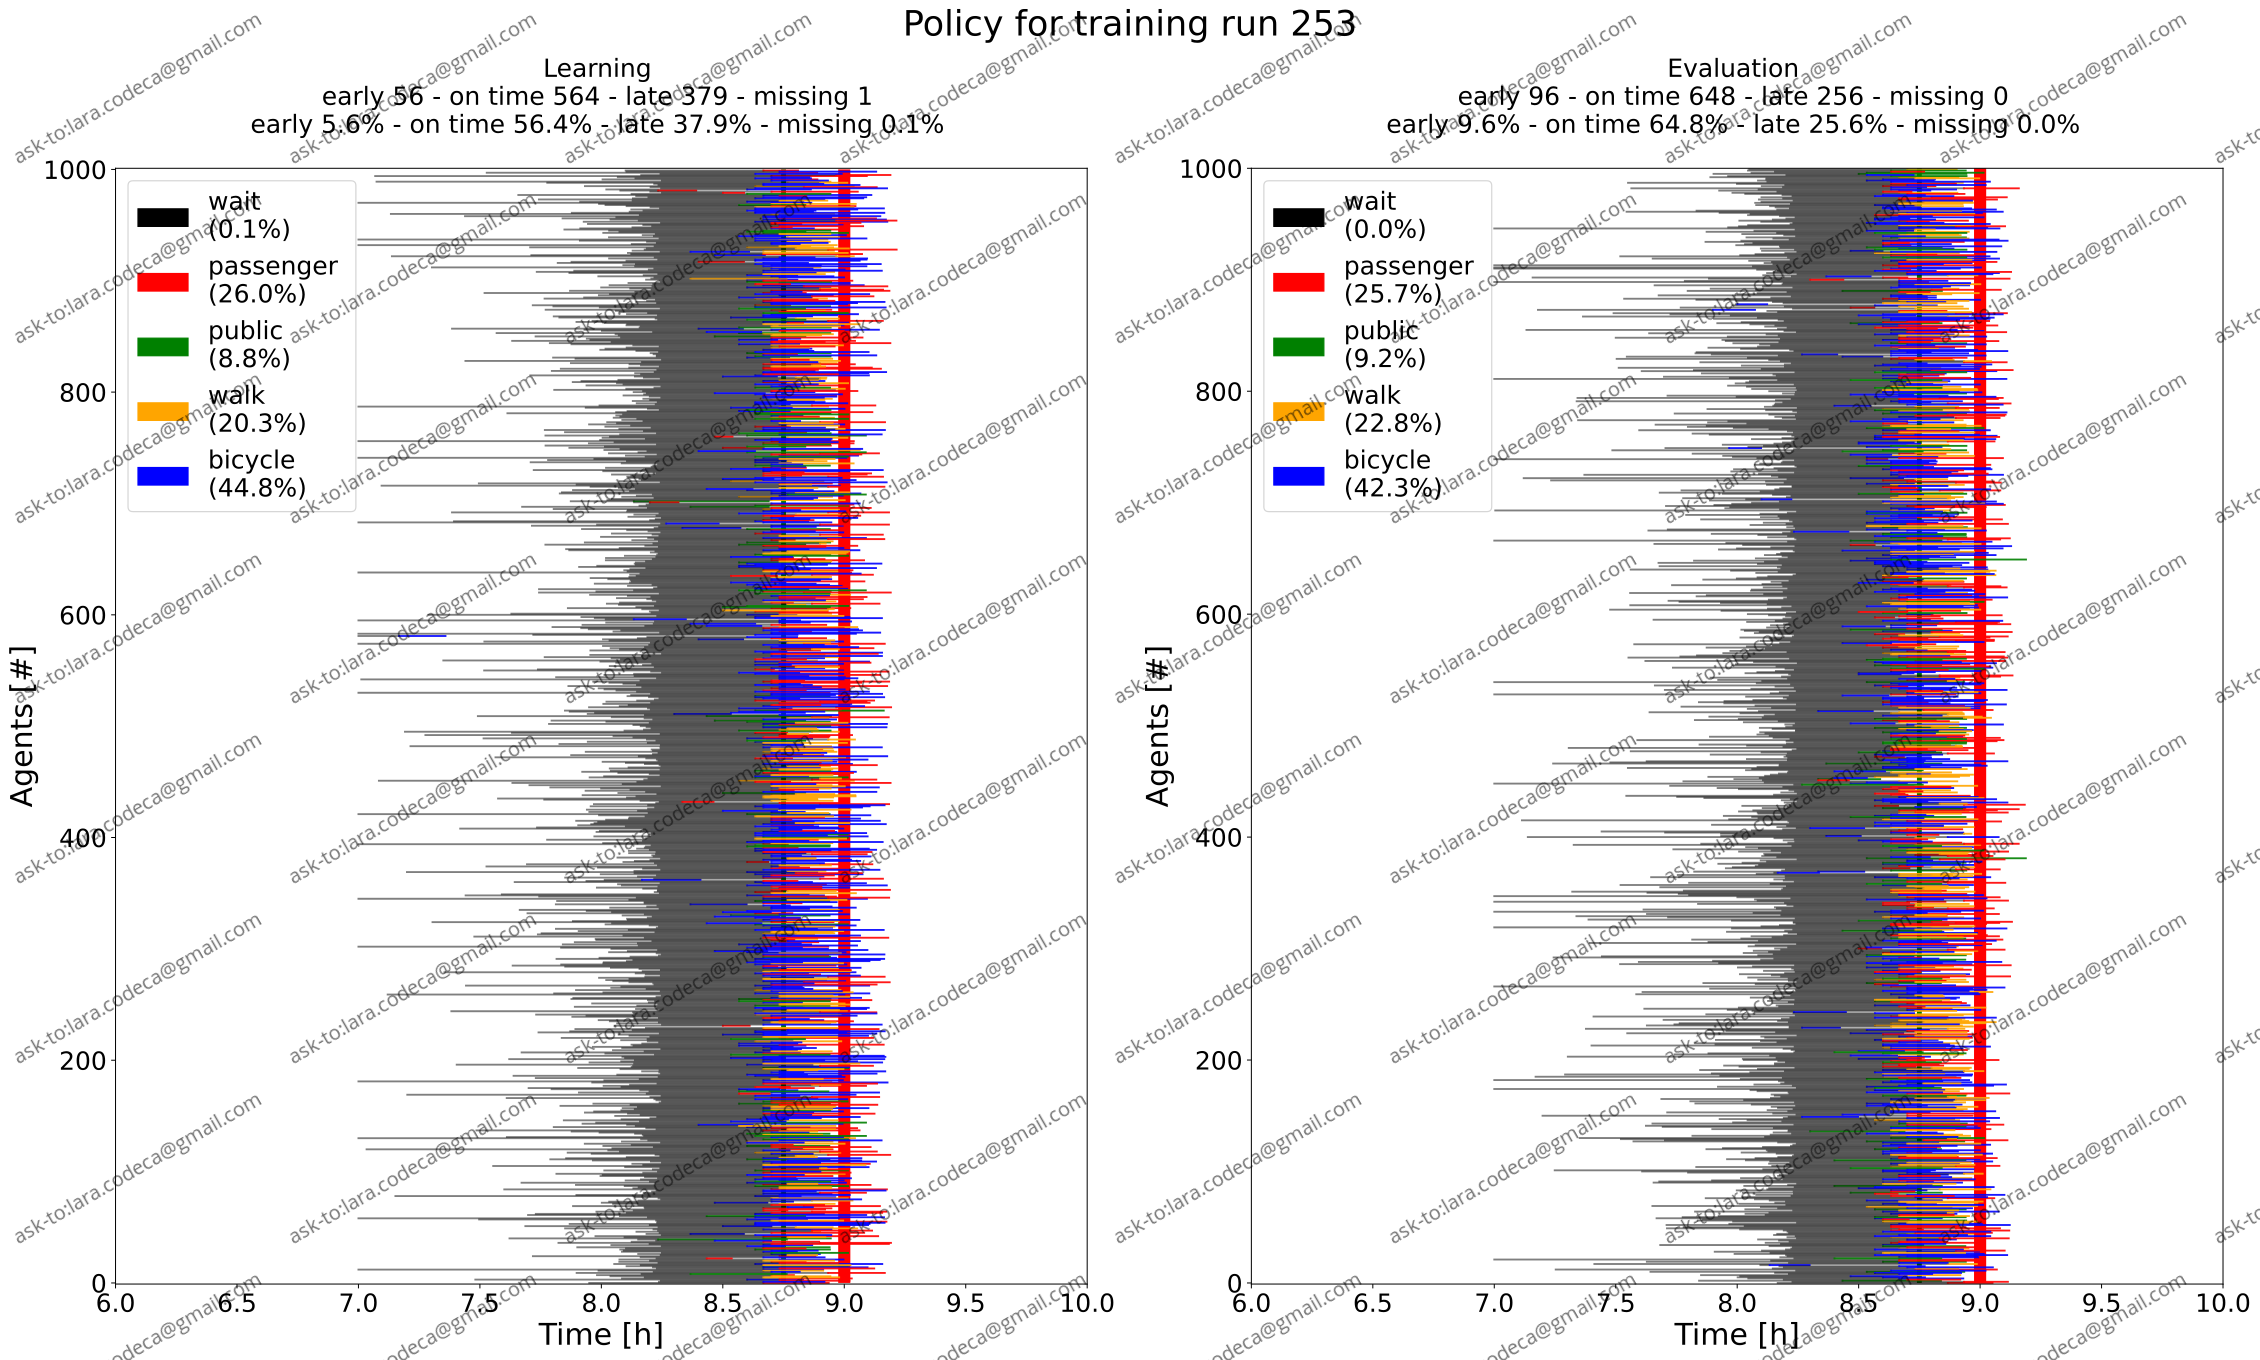 Policy for training run 253
Learning
early 56 - on time 564 - late 379 - missing 1
early 5.6% - on time 56.4% - late 37.9% - missing 0.1%
1000
800
600
400
200
0
Agents [#]
wait
(0.1%)
passenger
(26.0%)
public
(8.8%)
walk
(20.3%)
bicycle
(44.8%)
6.0 6.5 7.0 7.5 8.0 8.5 9.0 9.5 10.0
Time [h]
Evaluation
early 96 - on time 648 - late 256 - missing 0
early 9.6% - on time 64.8% - late 25.6% - missing 0.0%
1000
800
600
400
200
0
Agents [#]
wait
(0.0%)
passenger
(25.7%)
public
(9.2%)
walk
(22.8%)
bicycle
(42.3%)
6.0 6.5 7.0 7.5 8.0 8.5 9.0 9.5 10.0
Time [h]
ask-to:lara.codeca@gmail.com